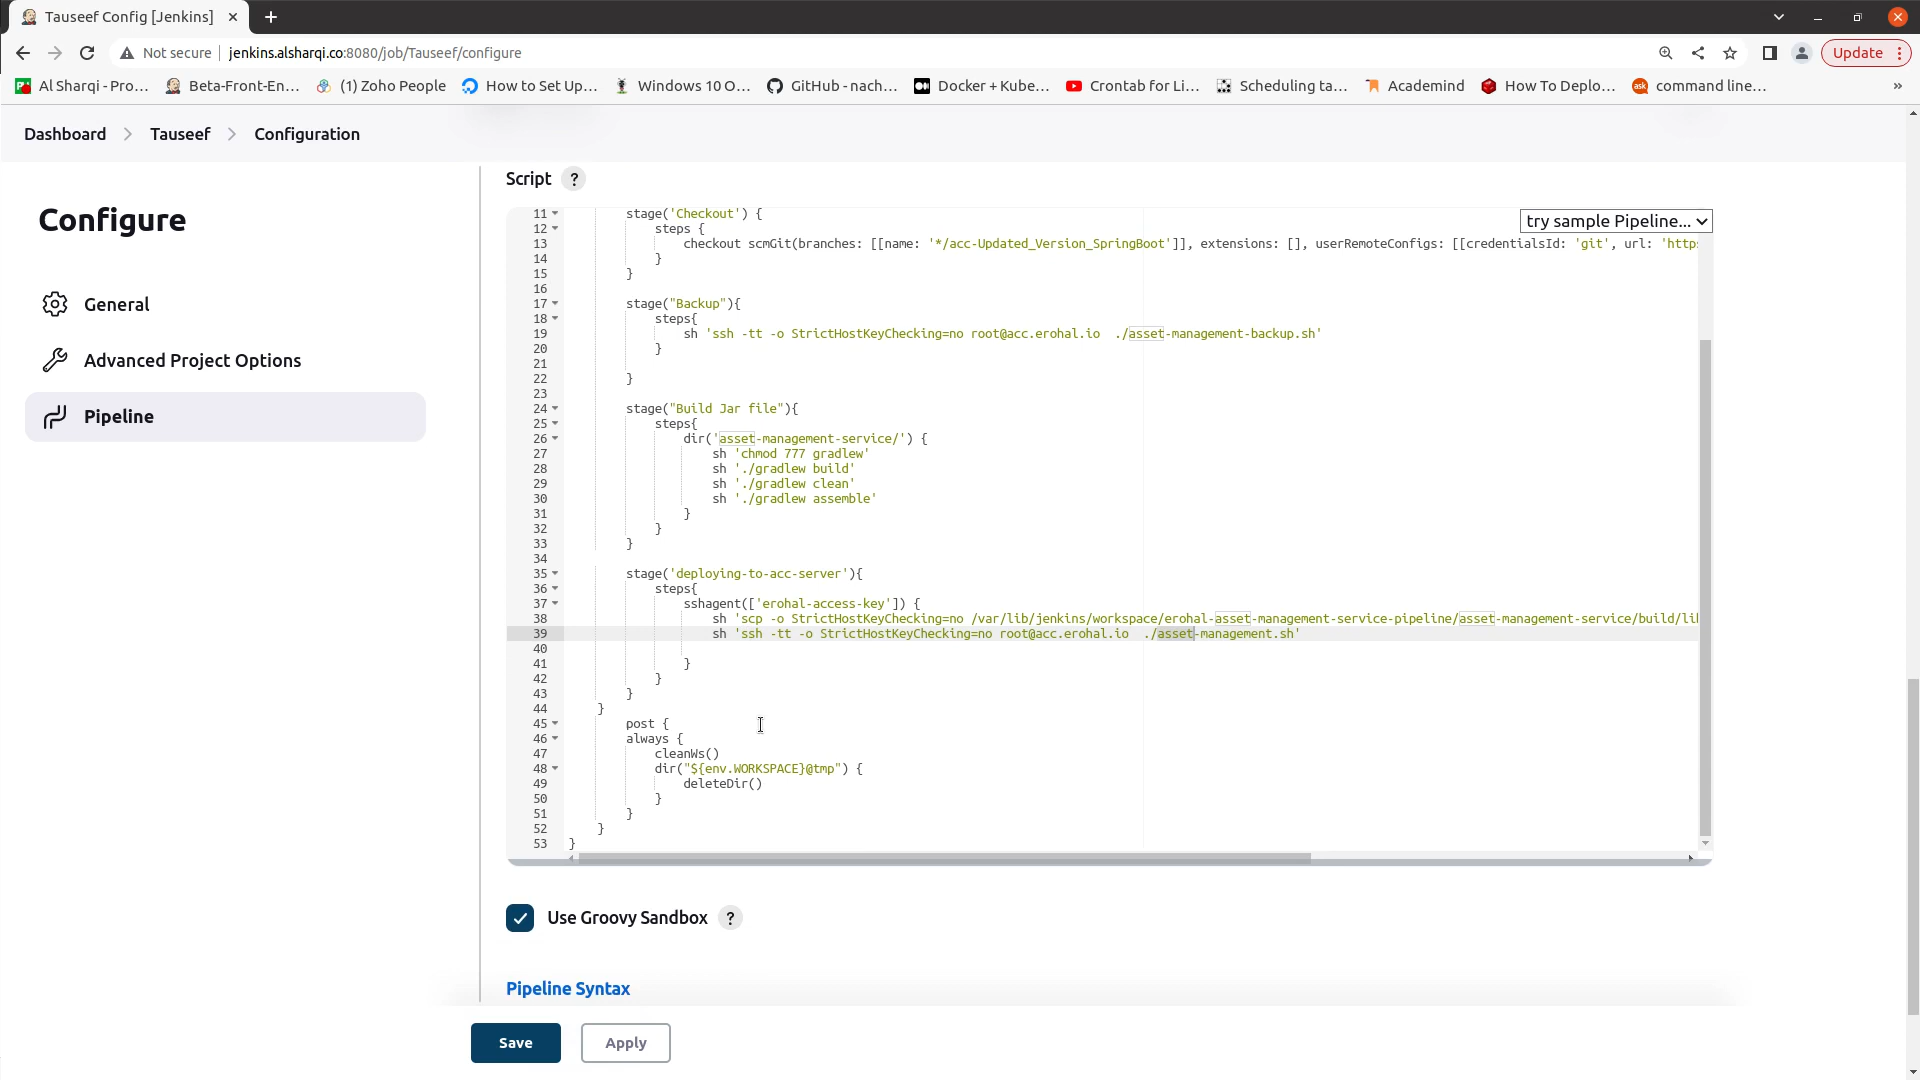 Tauseef Config [Jenkins]
Not secure jenkins.alsharqi.co:8080/job/Tauseef/configure Update
Al Sharqi - Pro... Beta-Front-En... (1) Zoho People How to Set Up,... Windows 10 O... GitHub - nach... Docker + Kube... Crontab for Li... Scheduling ta... Academind How To Deplo... command line... »
Dashboard Tauseef Configuration
Configure
General
Advanced Project Options
Pipeline
Script ?
try sample Pipeline...
11 stage('Checkout') {
12 steps {
13 checkout scmGit(branches: [[name: '*/acc-Updated_Version_SpringBoot']], extensions: [], userRemoteConfigs: [[credentialsId: 'git', url: 'http
14 }
15 }
16
17 stage("Backup"){
18 steps{
19 sh 'ssh -tt -o StrictHostKeyChecking=no root@acc.erohal.io ./asset-management-backup.sh'
20 }
21
22 }
23
24 stage("Build Jar file"){
25 steps{
26 dir('asset-management-service/') {
27 sh 'chmod 777 gradlew'
28 sh './gradlew build'
29 sh './gradlew clean'
30 sh './gradlew assemble'
31 }
32 }
33 }
34
35 stage('deploying-to-acc-server'){
36 steps{
37 sshagent(['erohal-access-key']) {
38 sh 'scp -o StrictHostKeyChecking=no /var/lib/jenkins/workspace/erohal-asset-management-service-pipeline/asset-management-service/build/li
39 sh 'ssh -tt -o StrictHostKeyChecking=no root@acc.erohal.io ./asset-management.sh'
40
41 }
42 }
43 }
44 }
45 post {
46 always {
47 cleanWs()
48 dir("${env.WORKSPACE}@tmp") {
49 deleteDir()
50 }
51 }
52 }
53 }
Use Groovy Sandbox ?
Pipeline Syntax
Save Apply